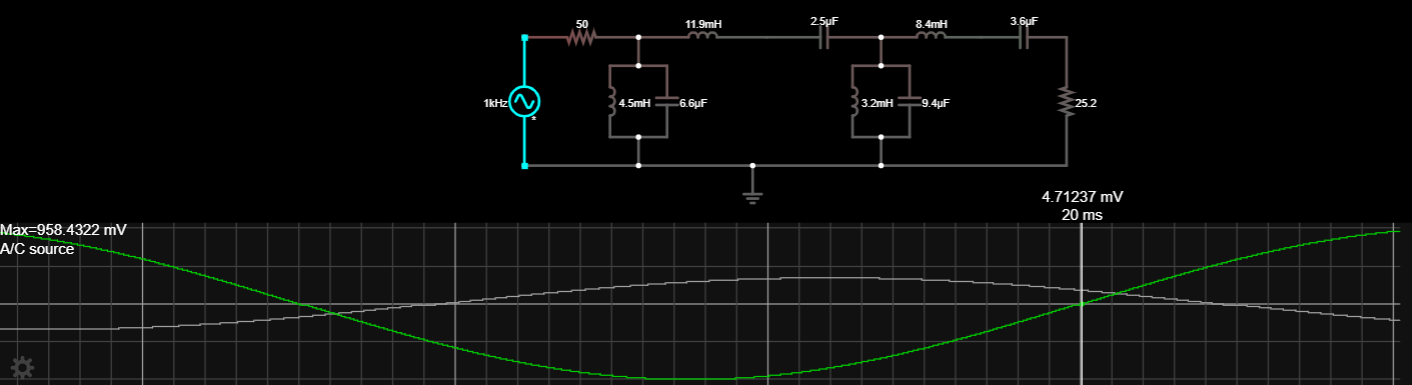 50
11.9mH
2.5µF
8.4mH
3.6µF
1kHz
*
4.5mH
6.6µF
3.2mH
9.4µF
25.2
4.71237 mV
20 ms
Max=958.4322 mV
A/C source